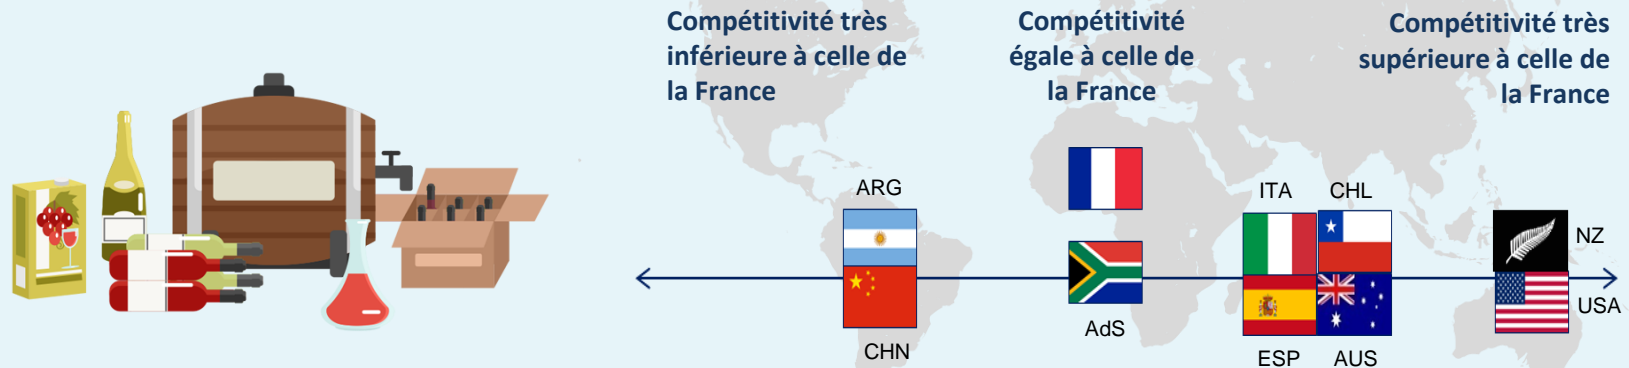 Compétitivité très
inférieure à celle de
la France
Compétitivité
égale à celle de
la France
Compétitivité très
supérieure à celle de
la France
ARG
ITA
CHL
NZ
USA
AdS
CHN
ESP
AUS